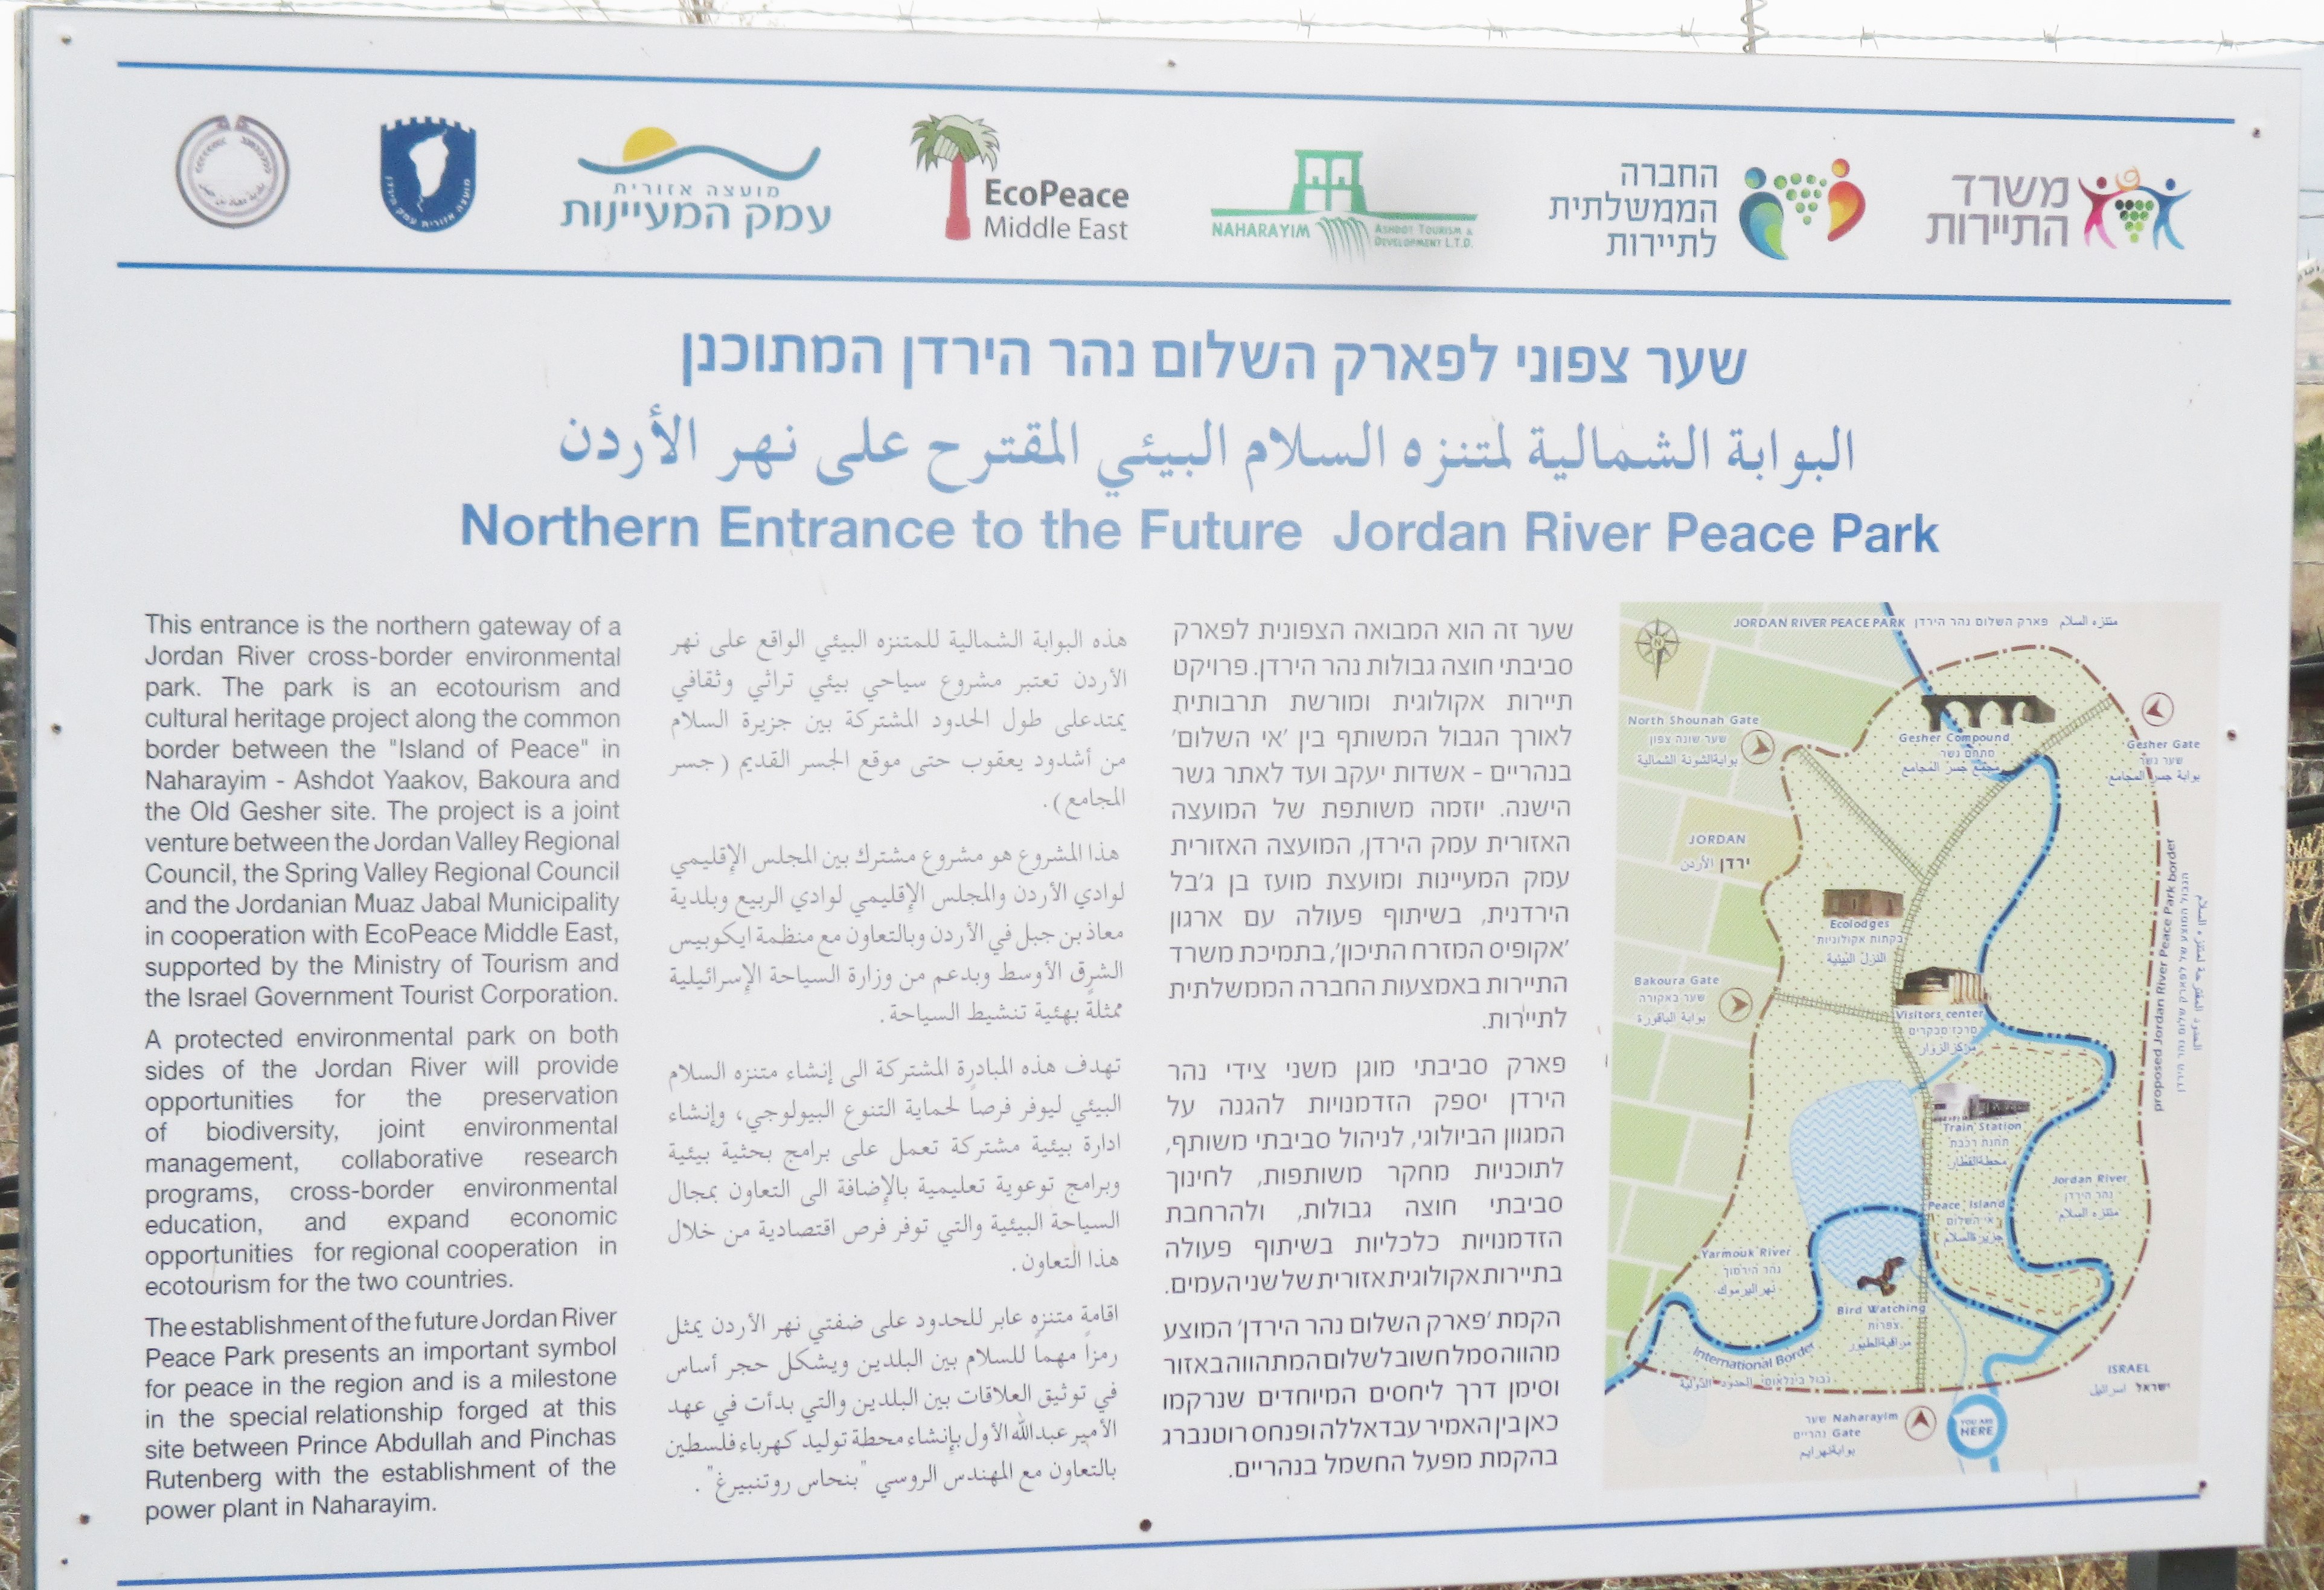 מועצה אזורית עמק הירדן
מועצה אזורית
עמק המעיינות
EcoPeace
Middle East
NAHARAYIM
ASHDOT TOURISM &
DEVELOPMENT L.T.D.
החברה
הממשלתית
לתיירות
משרד
התיירות
שער צפוני לפארק השלום נהר הירדן המתוכנן
البوابة الشمالية لمتنزه السلام البيئي المقترح على نهر الأردن
Northern Entrance to the Future Jordan River Peace Park
This entrance is the northern gateway of a
Jordan River cross-border environmental
park. The park is an ecotourism and
cultural heritage project along the common
border between the "Island of Peace" in
Naharayim - Ashdot Yaakov, Bakoura and
the Old Gesher site. The project is a joint
venture between the Jordan Valley Regional
Council, the Spring Valley Regional Council
and the Jordanian Muaz Jabal Municipality
in cooperation with EcoPeace Middle East,
supported by the Ministry of Tourism and
the Israel Government Tourist Corporation.
A protected environmental park on both
sides of the Jordan River will provide
opportunities for the preservation
of biodiversity, joint environmental
management, collaborative research
programs, cross-border environmental
education, and expand economic
opportunities for regional cooperation in
ecotourism for the two countries.
The establishment of the future Jordan River
Peace Park presents an important symbol
for peace in the region and is a milestone
in the special relationship forged at this
site between Prince Abdullah and Pinchas
Rutenberg with the establishment of the
power plant in Naharayim.
هذه البوابة الشمالية للمتنزه البيئي الواقع على نهر
الأردن تعتبر مشروع سياحي بيئي تراثي وثقافي
يمتدعلى طول الحدود المشتركة بين جزيرة السلام
من أشدود يعقوب حتى موقع الجسر القديم (جسر
المجامع).
هذا المشروع هو مشروع مشترك بين المجلس الإقليمي
لوادي الأردن والمجلس الإقليمي لوادي الربيع وبلدية
معاذ بن جبل في الأردن وبالتعاون مع منظمة ايكوبيس
الشرق الأوسط وبدعم من وزارة السياحة الإسرائيلية
ممثلة بهئية تنشيط السياحة.
تهدف هذه المبادرة المشتركة الى إنشاء متنزه السلام
البيئي ليوفر فرصاً لحماية التنوع البيولوجي، وإنشاء
ادارة بيئية مشتركة تعمل على برامج بحثية بيئية
وبرامج توعوية تعليمية بالإضافة الى التعاون بمجال
السياحة البيئية والتي توفر فرص اقتصادية من خلال
هذا التعاون.
اقامة متنزه عابر للحدود على ضفتي نهر الأردن يمثل
رمزاً مهماً للسلام بين البلدين ويشكل حجر أساس
في توثيق العلاقات بين البلدين والتي بدأت في عهد
الأمير عبدالله الأول بإنشاء محطة توليد كهرباء فلسطين
بالتعاون مع المهندس الروسي "بنحاس روتنبيرغ".
שער זה הוא המבואה הצפונית לפארק
סביבתי חוצה גבולות נהר הירדן. פרויקט
תיירות אקולוגית ומורשת תרבותית
לאורך הגבול המשותף בין 'אי השלום'
בנהריים - אשדות יעקב ועד לאתר גשר
הישנה. יוזמה משותפת של המועצה
האזורית עמק הירדן, המועצה האזורית
עמק המעיינות ומועצת מועז בן ג'בל
הירדנית, בשיתוף פעולה עם ארגון
'אקופיס המזרח התיכון', בתמיכת משרד
התיירות באמצעות החברה הממשלתית
לתיירות.
פארק סביבתי מוגן משני צידי נהר
הירדן יספק הזדמנויות להגנה על
המגוון הביולוגי, לניהול סביבתי משותף,
לתוכניות מחקר משותפות, לחינוך
סביבתי חוצה גבולות, ולהרחבת
הזדמנויות כלכליות בשיתוף פעולה
בתיירות אקולוגית אזורית של שני העמים.
הקמת 'פארק השלום נהר הירדן' המוצע
מהווה סמל חשוב לשלום המתהווה באזור
וסימן דרך ליחסים המיוחדים שנרקמו
כאן בין האמיר עבדאללה ופנחס רוטנברג
בהקמת מפעל החשמל בנהריים.
JORDAN RIVER PEACE PARK פארק השלום נהר הירדן متنزه السلام
N
Gesher Compound
מתחם גשר
مجمع جسر المجامع
Gesher Gate
שער גשר
بوابة جسر المجامع
North Shounah Gate
שער שונה צפון
بوابة الشونة الشمالية
JORDAN
ירדן الأردن
Ecolodges
בקתות אקולוגיות
النزل البيئية
Bakoura Gate
שער באקורה
بوابة الباقورة
Visitors center
מרכז מבקרים
مركز الزوار
Train Station
תחנת רכבת
محطة القطار
Jordan River
נהר הירדן
متنزه السلام
Peace Island
אי השלום
جزيرة السلام
Yarmouk River
נהר הירמוך
نهر اليرموك
Bird Watching
צפרות
مراقبة الطيور
International Border
גבול בינלאומי الحدود الدولية
proposed Jordan River Peace Park border
הגבול המוצע של פארק שלום נהר הירדן
الحدود المقترحة لمتنزه السلام
ISRAEL
ישראל اسرائيل
שער Naharayim
נהריים Gate
بوابة نهرايم
YOU ARE
HERE